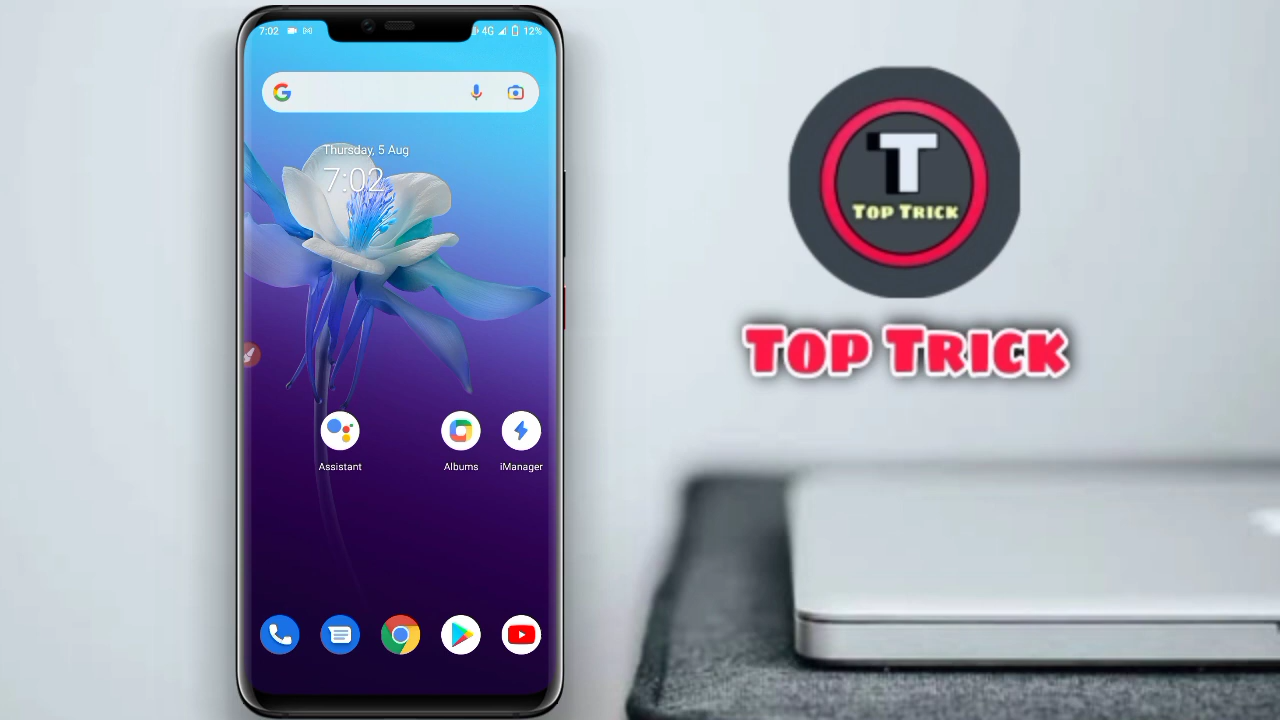 7:02
4G
12%
Thursday, 5 Aug
7:02
Assistant
Albums
iManager
T
TOP TRICK
TOP TRICK